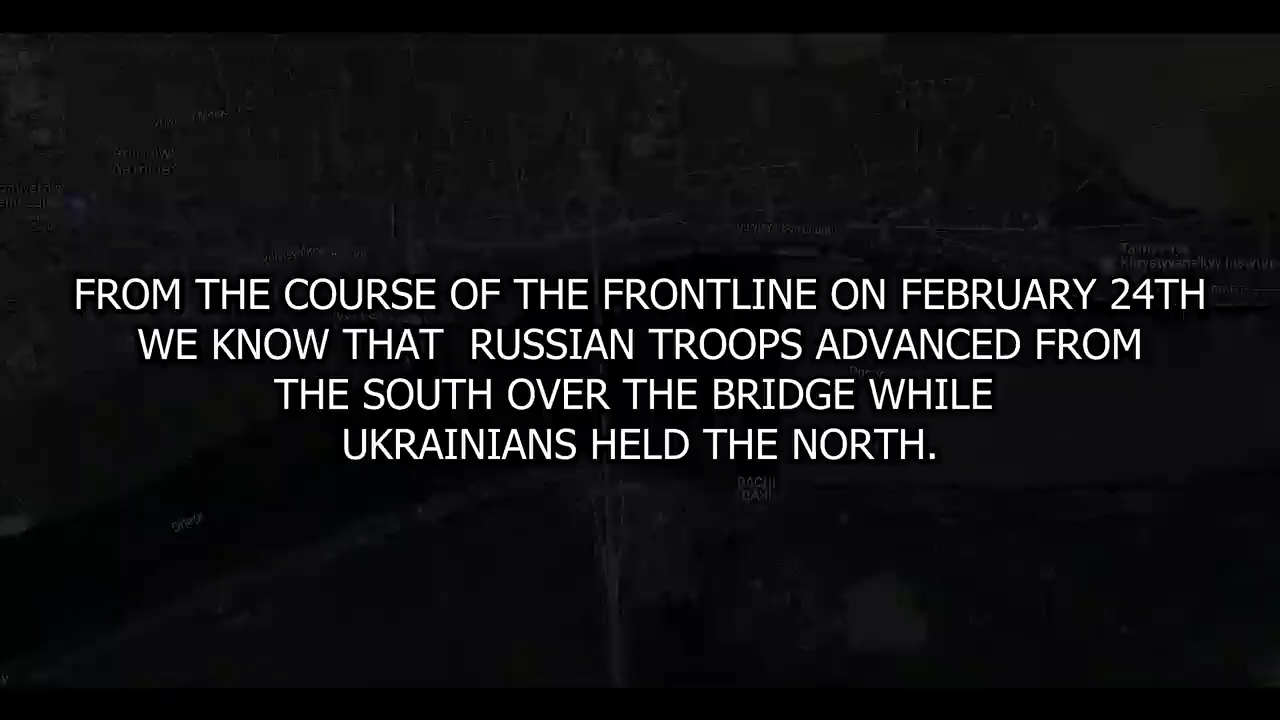 FROM THE COURSE OF THE FRONTLINE ON FEBRUARY 24TH
WE KNOW THAT  RUSSIAN TROOPS ADVANCED FROM
THE SOUTH OVER THE BRIDGE WHILE
UKRAINIANS HELD THE NORTH.